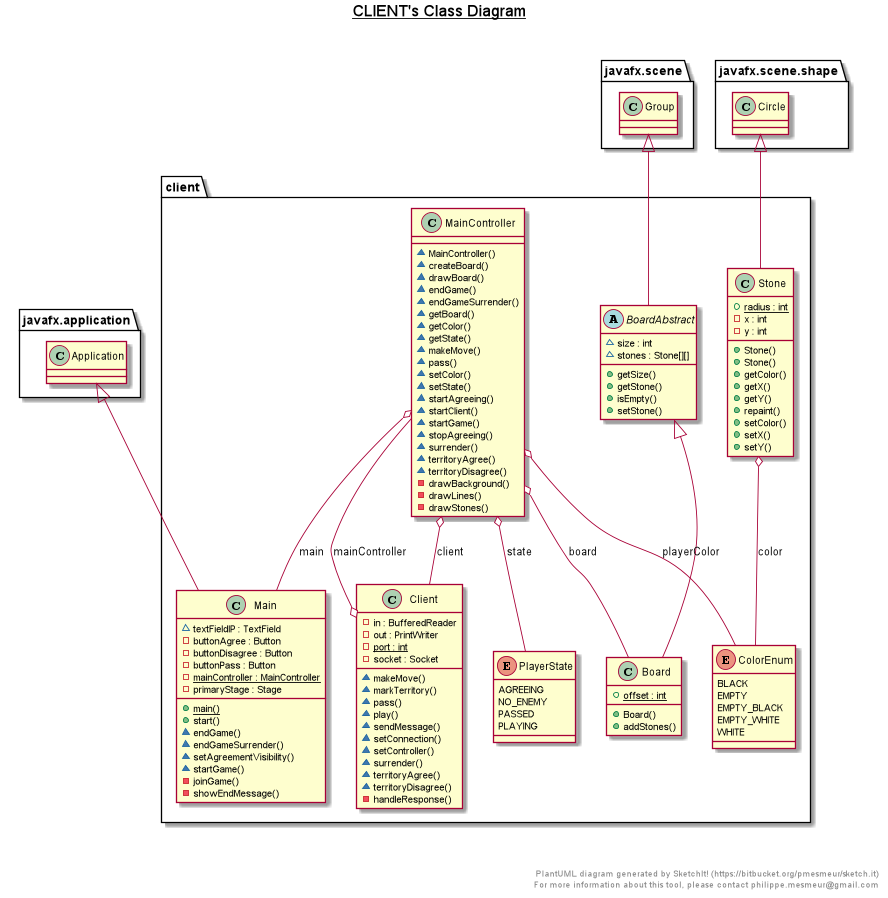 CLIENT's Class Diagram
javafx.scene
C Group
javafx.scene.shape
C Circle
client
javafx.application
C Application
C MainController
MainController()
createBoard()
drawBoard()
endGame()
endGameSurrender()
getBoard()
getColor()
getState()
makeMove()
pass()
setColor()
setState()
startAgreeing()
startClient()
startGame()
stopAgreeing()
surrender()
territoryAgree()
territoryDisagree()
drawBackground()
drawLines()
drawStones()
A BoardAbstract
size : int
stones : Stone[][]
getSize()
getStone()
isEmpty()
setStone()
C Stone
radius : int
x : int
y : int
Stone()
Stone()
getColor()
getX()
getY()
repaint()
setColor()
setX()
setY()
main
mainController
client
state
board
playerColor
color
C Main
textFieldIP : TextField
buttonAgree : Button
buttonDisagree : Button
buttonPass : Button
mainController : MainController
primaryStage : Stage
main()
start()
endGame()
endGameSurrender()
setAgreementVisibility()
startGame()
joinGame()
showEndMessage()
C Client
in : BufferedReader
out : PrintWriter
port : int
socket : Socket
makeMove()
markTerritory()
pass()
play()
sendMessage()
setConnection()
setController()
surrender()
territoryAgree()
territoryDisagree()
handleResponse()
E PlayerState
AGREEING
NO_ENEMY
PASSED
PLAYING
C Board
offset : int
Board()
addStones()
E ColorEnum
BLACK
EMPTY
EMPTY_BLACK
EMPTY_WHITE
WHITE
PlantUML diagram generated by SketchIt! (https://bitbucket.org/pmesmeur/sketch.it)
For more information about this tool, please contact philippe.mesmeur@gmail.com